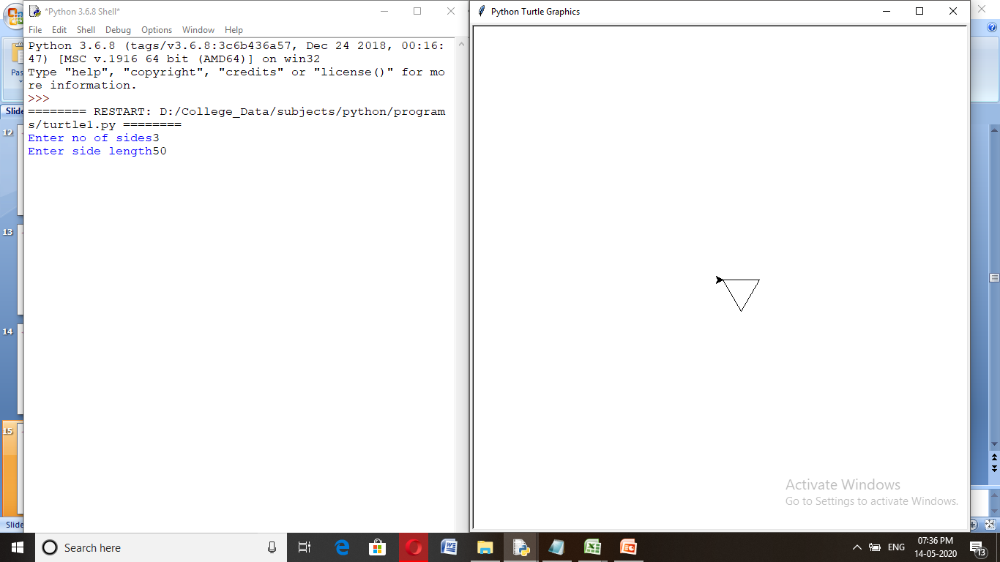 *Python 3.6.8 Shell*
File Edit Shell Debug Options Window Help
Python 3.6.8 (tags/v3.6.8:3c6b436a57, Dec 24 2018, 00:16:
47) [MSC v.1916 64 bit (AMD64)] on win32
Type "help", "copyright", "credits" or "license()" for mo
re information.
>>>
======== RESTART: D:/College_Data/subjects/python/program
s/turtle1.py ========
Enter no of sides3
Enter side length50
Python Turtle Graphics
Activate Windows
Go to Settings to activate Windows.
Pas
Slide
12
13
14
15
Slide
Search here
ENG
07:36 PM
14-05-2020
13